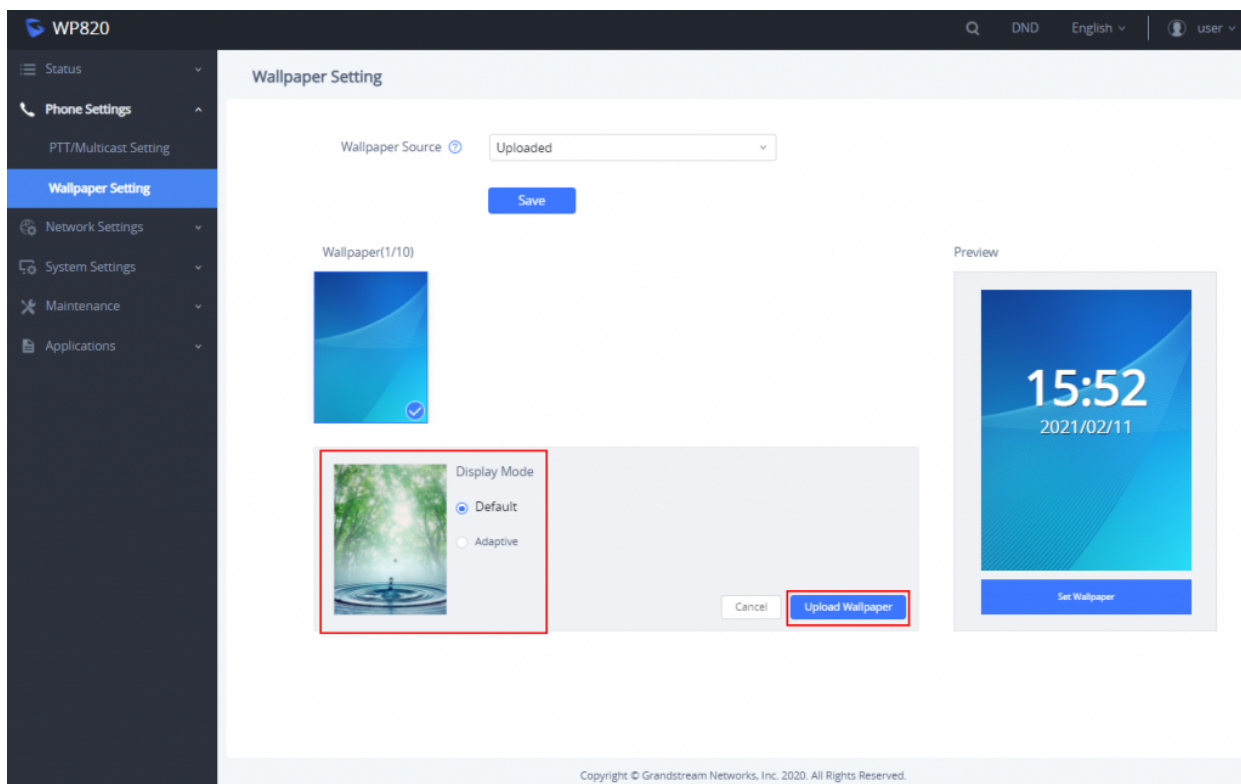 WP820
DND English user
Status
Phone Settings
PTT/Multicast Setting
Wallpaper Setting
Network Settings
System Settings
Maintenance
Applications
Wallpaper Setting
Wallpaper Source ? Uploaded
Save
Wallpaper(1/10)
Display Mode
Default
Adaptive
Cancel Upload Wallpaper
Preview
15:52
2021/02/11
Set Wallpaper
Copyright © Grandstream Networks, Inc. 2020. All Rights Reserved.